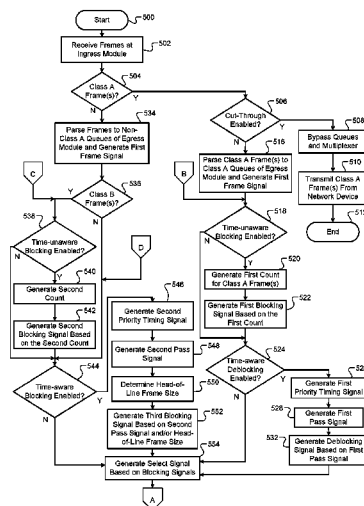 Start
500
Receive Frames at
Ingress Module
502
Class A
Frame(s)?
504
Y
N
534
Parse Frames to Non-
Class A Queues of Egress
Module and Generate First
Frame Signal
Cut-Through
Enabled?
506
Y
N
508
Bypass Queues
and Multiplexer
510
Transmit Class A
Frame(s) From
Network Device
512
End
516
Parse Class A Frame(s) to
Class A Queues of Egress
Module and Generate First
Frame Signal
C
Y
Class B
Frame(s)?
536
N
B
538
Time-unaware
Blocking Enabled?
N
Y
D
518
Time-unaware
Blocking Enabled?
N
Y
540
Generate Second
Count
542
Generate Second
Blocking Signal Based
on the Second Count
546
Generate Second
Priority Timing Signal
520
Generate First Count
for Class A Frame(s)
522
Generate First Blocking
Signal Based on the
First Count
544
Time-aware
Blocking Enabled?
Y
N
548
Generate Second
Pass Signal
550
Determine Head-of-
Line Frame Size
552
Generate Third Blocking
Signal Based on Second
Pass Signal and/or Head-
of-Line Frame Size
524
Time-aware
Deblocking
Enabled?
Y
N
Generate First
Priority Timing Signal
528
Generate First
Pass Signal
532
Generate Deblocking
Signal Based on First
Pass Signal
554
Generate Select Signal
Based on Blocking Signals
A